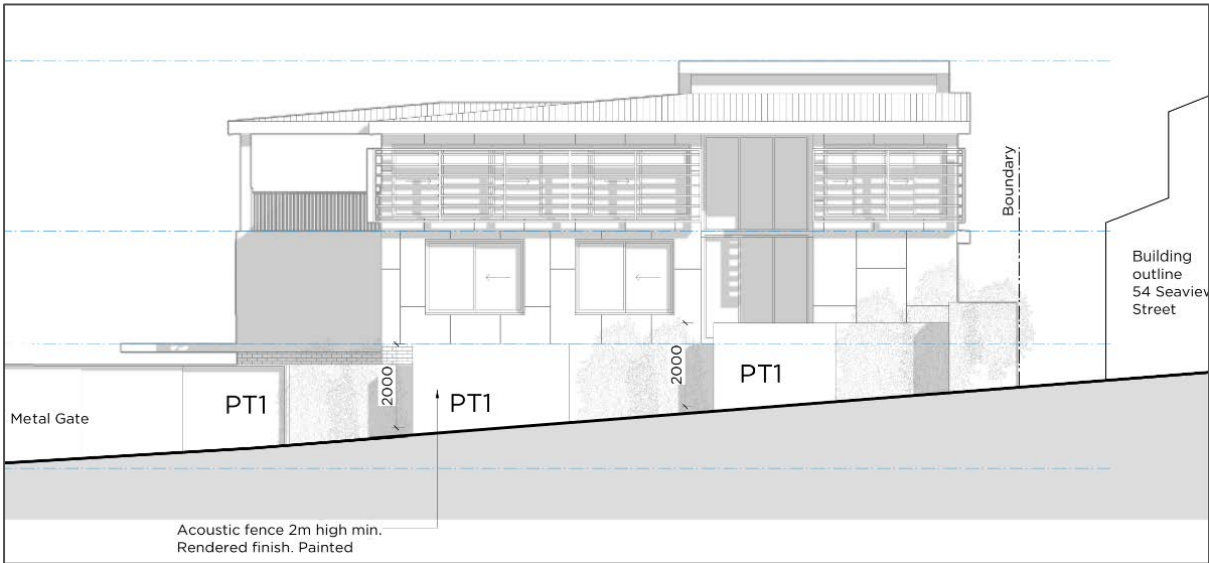 Boundary
Building
outline
54 Seaview
Street
2000
2000
PT1
PT1
PT1
Metal Gate
Acoustic fence 2m high min.
Rendered finish. Painted